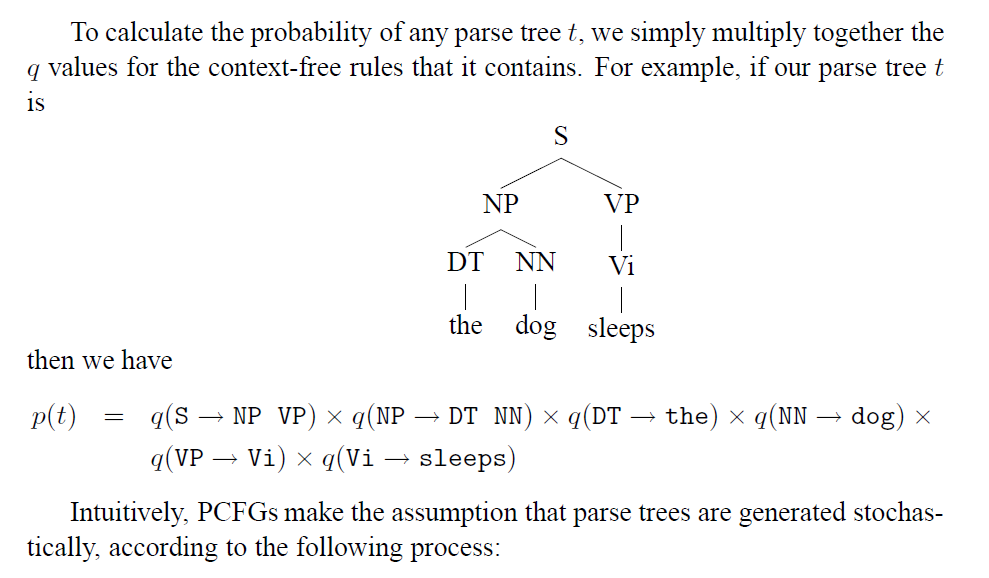 To calculate the probability of any parse tree t, we simply multiply together the
q values for the context-free rules that it contains. For example, if our parse tree t
is
S
NP VP
DT NN Vi
the dog sleeps
then we have
p(t) = q(S → NP VP) × q(NP → DT NN) × q(DT → the) × q(NN → dog) ×
q(VP → Vi) × q(Vi → sleeps)
Intuitively, PCFGs make the assumption that parse trees are generated stochas-
tically, according to the following process: